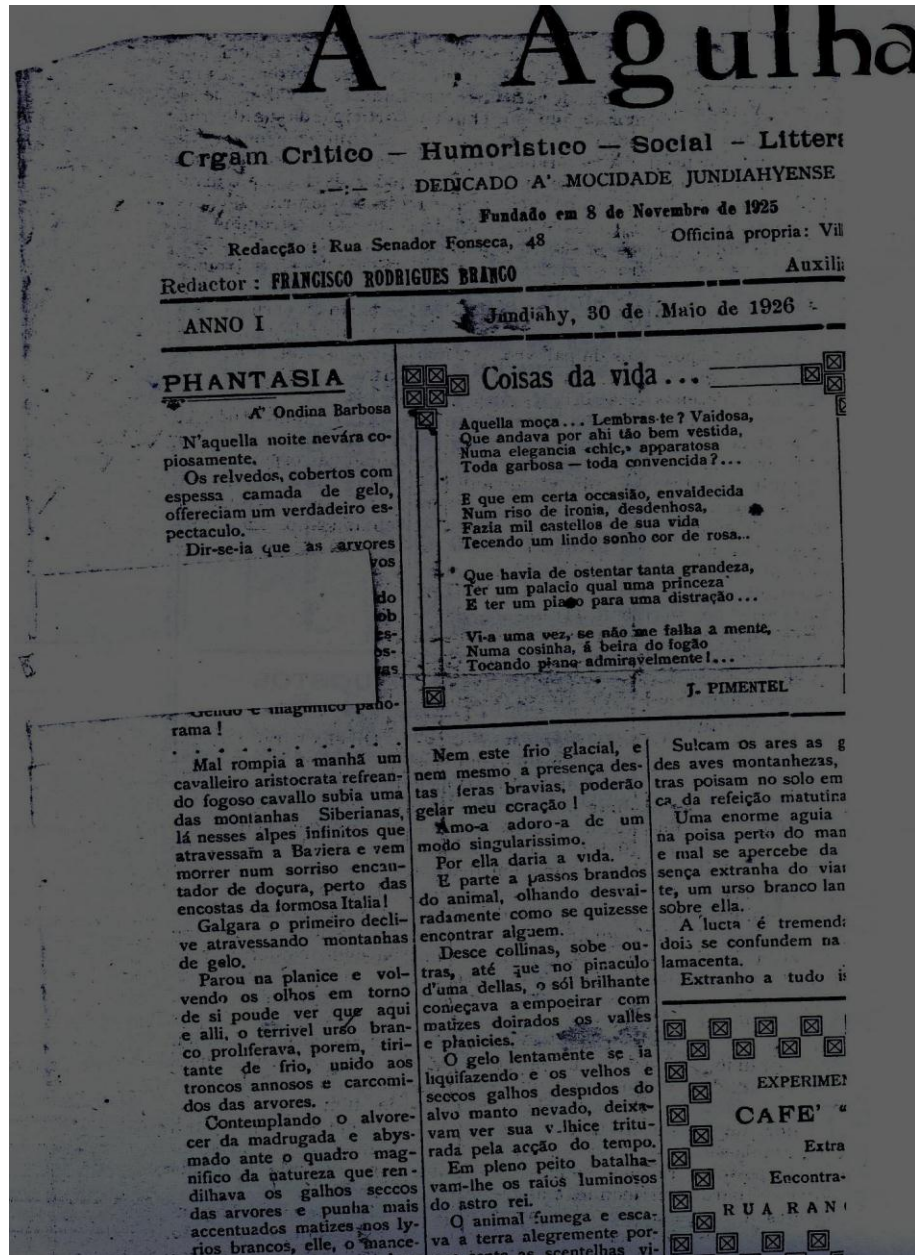 A Agulha
Crgam Critico — Humoristico — Social — Litter
DEDICADO A' MOCIDADE JUNDIAHYENSE
Fundado em 8 de Novembro de 1925
Redacção : Rua Senador Fonseca, 48
Officina propria: Vil
Redactor : FRANCISCO RODRIGUES BRANCO
Auxili
ANNO I
Jundiahy, 30 de Maio de 1926
PHANTASIA
A' Ondina Barbosa
N'aquella noite nevára co-
piosamente.
Os relvedos, cobertos com
espessa camada de gelo,
offereciam um verdadeiro es-
pectaculo.
Dir-se-ia que as arvores
vos
do
ob
es-
os-
ras
magnifico pano-
rama !
Mal rompia a manhã um
cavalleiro aristocrata refrean-
do fogoso cavallo subia uma
das montanhas Siberianas,
lá nesses alpes infinitos que
atravessam a Baviera e vem
morrer num sorriso encan-
tador de doçura, perto das
encostas da formosa Italia!
Galgara o primeiro decli-
ve atravessando montanhas
de gelo.
Parou na planice e vol-
vendo os olhos em torno
de si poude ver que aqui
e alli, o terrivel urso bran-
co proliferava, porem, tiri-
tante de frio, unido aos
troncos annosos e carcomi-
dos das arvores.
Contemplando o alvore-
cer da madrugada e abys-
mado ante o quadro mag-
nifico da natureza que ren-
dilhava os galhos seccos
das arvores e punha mais
accentuados matizes nos ly-
rios brancos, elle, o mance-
Coisas da vida...
Aquella moça... Lembras-te ? Vaidosa,
Que andava por ahi tão bem vestida,
Numa elegancia «chic,» apparatosa
Toda garbosa — toda convencida?...
E que em certa occasião, envaidecida
Num riso de ironia, desdenhosa,
Fazia mil castellos de sua vida
Tecendo um lindo sonho cor de rosa...
Que havia de ostentar tanta grandeza,
Ter um palacio qual uma princeza
E ter um piano para uma distração...
Vi-a uma vez, se não me falha a mente,
Numa cosinha, á beira do fogão
Tocando piano admiravelmente!...
J. PIMENTEL
Nem este frio glacial, e
nem mesmo a presença des-
tas feras bravias, poderão
gelar meu coração !
Amo-a adoro-a de um
modo singularissimo.
Por ella daria a vida.
E parte a passos brandos
do animal, olhando desvai-
radamente como se quizesse
encontrar alguem.
Desce collinas, sobe ou-
tras, até que no pinaculo
d'uma dellas, o sól brilhante
começava a empoeirar com
matizes doirados os valles
e planicies.
O gelo lentamente se ia
liquifazendo e os velhos e
seccos galhos despidos do
alvo manto nevado, deixa-
vam ver sua velhice tritu-
rada pela acção do tempo.
Em pleno peito batalha-
vam-lhe os raios luminosos
do astro rei.
O animal fumega e esca-
va a terra alegremente por-
as scentelhas vi-
Sulcam os ares as g
des aves montanhezas,
tras poisam no solo em
ca da refeição matutina
Uma enorme aguia
na poisa perto do man
e mal se apercebe da
sença extranha do vian
te, um urso branco lan
sobre ella.
A lucta é tremenda
dois se confundem na
lamacenta.
Extranho a tudo is
EXPERIMEN
CAFE' “
Extra
Encontra-
RUA RAN